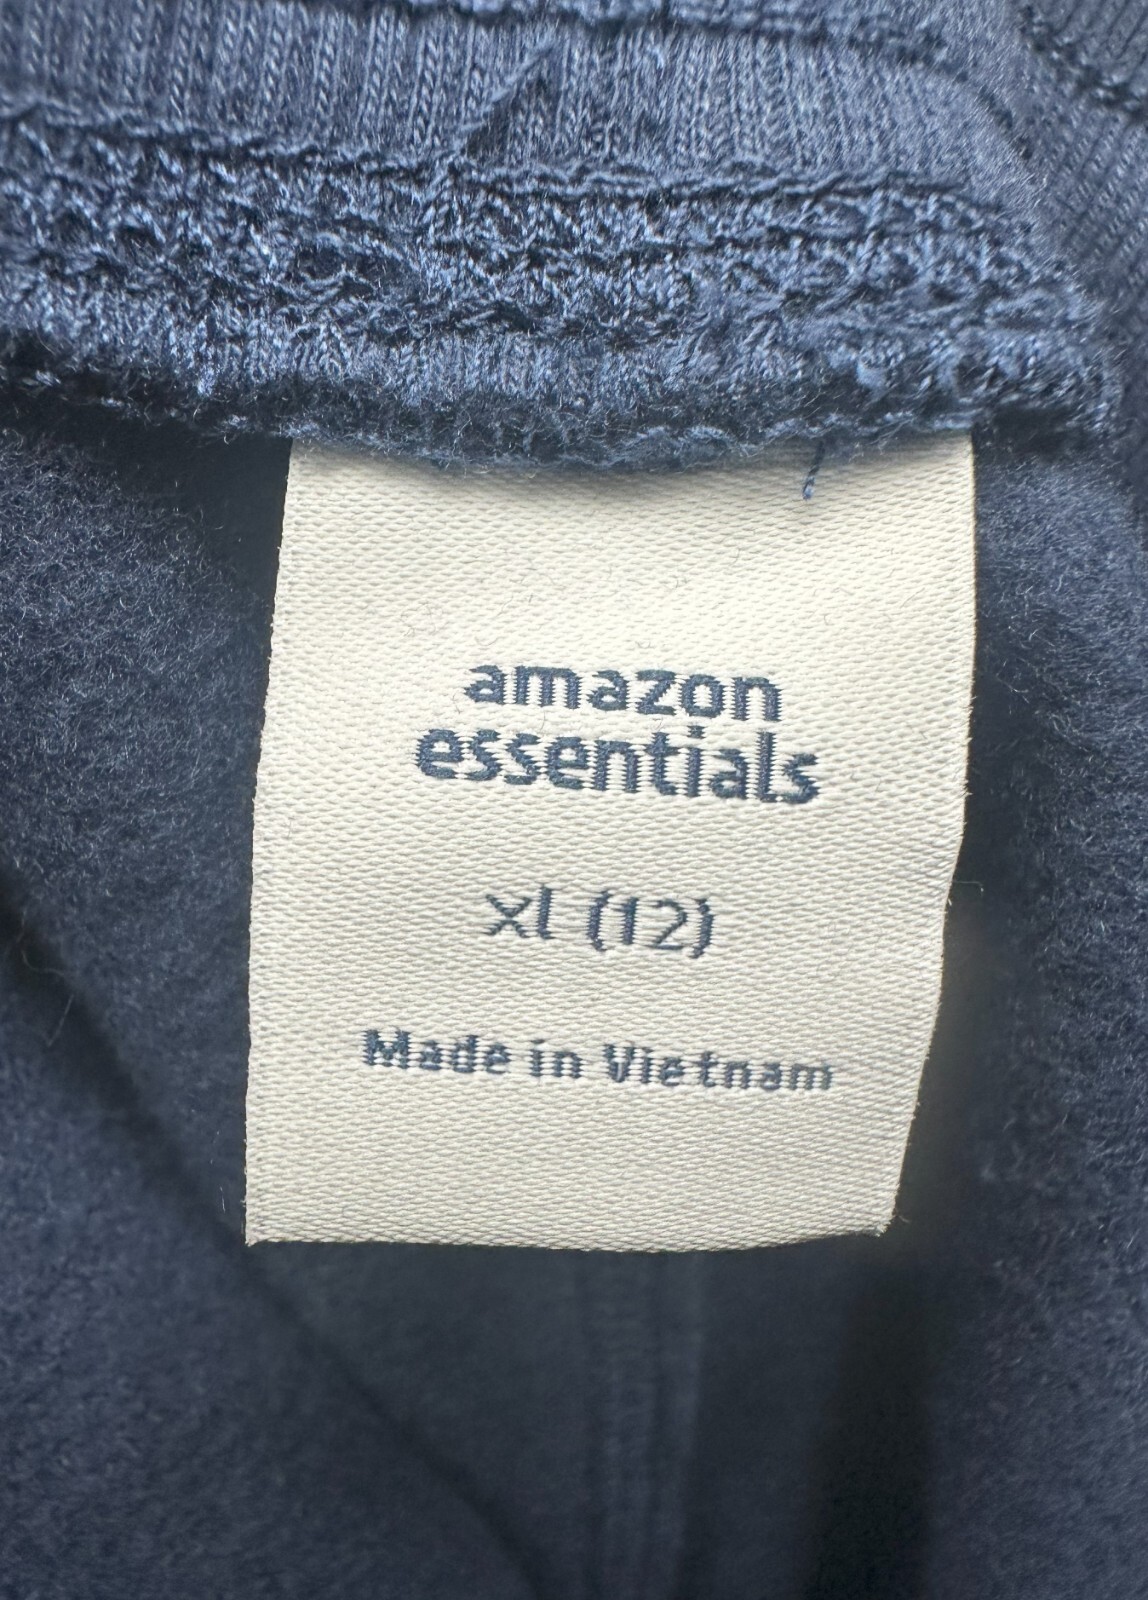 amazon
essentials
xl (12)
Made in Vietnam